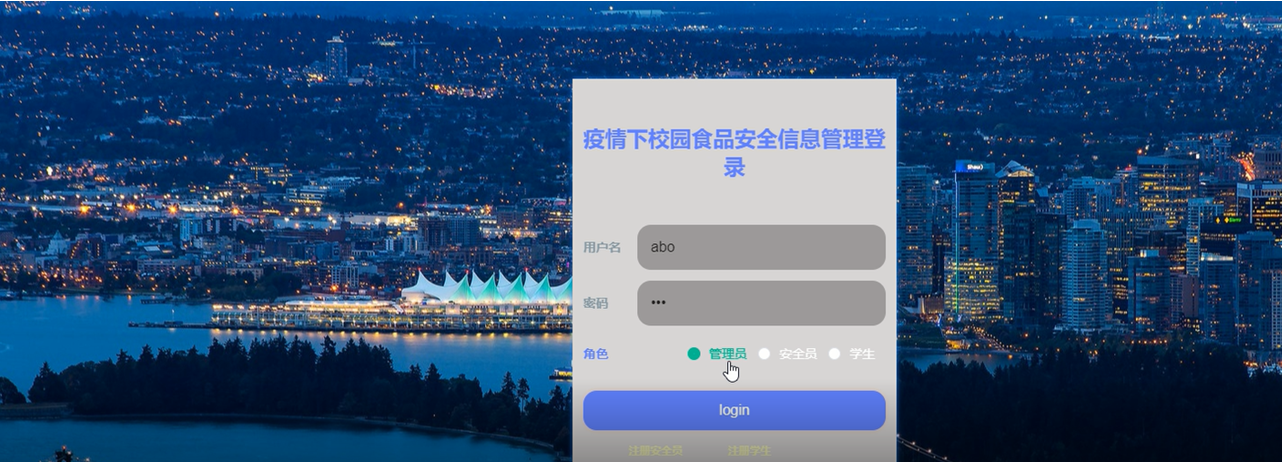 疫情下校园食品安全信息管理登
录
用户名 abo
密码 •••
角色 管理员 安全员 学生
login
注册安全员 注册学生
Shaw)